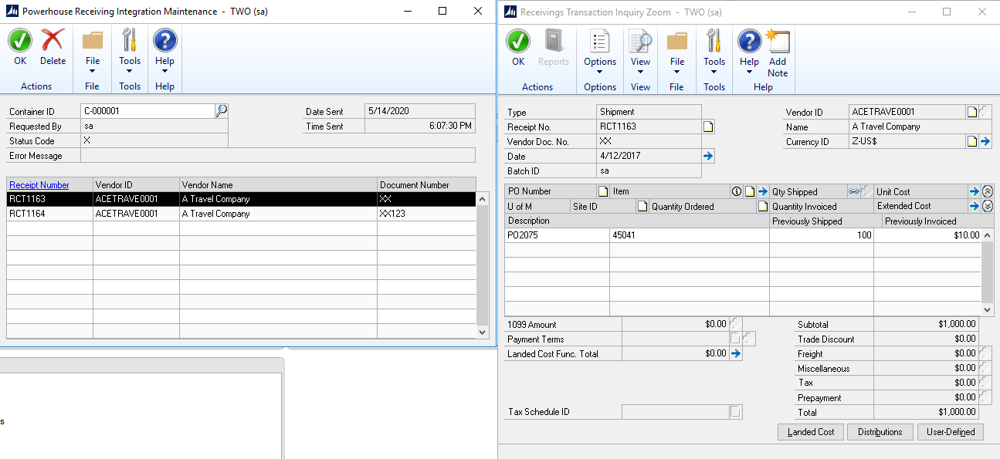 Powerhouse Receiving Integration Maintenance - TWO (sa)
OK Delete File Tools Help
Actions File Tools Help
Container ID C-000001 Date Sent 5/14/2020
Requested By sa Time Sent 6:07:30 PM
Status Code X
Error Message
Receipt Number Vendor ID Vendor Name Document Number
RCT1163 ACETRAVE0001 A Travel Company XX
RCT1164 ACETRAVE0001 A Travel Company XX123
s
Receivings Transaction Inquiry Zoom - TWO (sa)
OK Reports Options View File Tools Help Add Note
Actions Options View File Tools Help
Type Shipment Vendor ID ACETRAVE0001
Receipt No. RCT1163 Name A Travel Company
Vendor Doc. No. XX Currency ID Z-US$
Date 4/12/2017
Batch ID sa
PO Number Item Qty Shipped Unit Cost
U of M Site ID Quantity Ordered Quantity Invoiced Extended Cost
Description Previously Shipped Previously Invoiced
PO2075 45041 100 $10.00
1099 Amount $0.00 Subtotal $1,000.00
Payment Terms Trade Discount $0.00
Landed Cost Func. Total $0.00 Freight $0.00
Miscellaneous $0.00
Tax $0.00
Prepayment $0.00
Tax Schedule ID Total $1,000.00
Landed Cost Distributions User-Defined